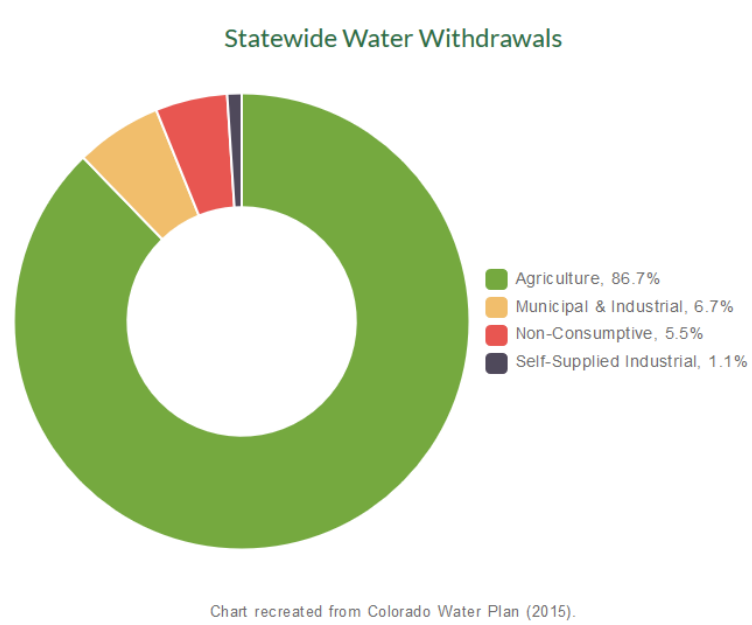 Statewide Water Withdrawals
Agriculture, 86.7%
Municipal & Industrial, 6.7%
Non-Consumptive, 5.5%
Self-Supplied Industrial, 1.1%
Chart recreated from Colorado Water Plan (2015).